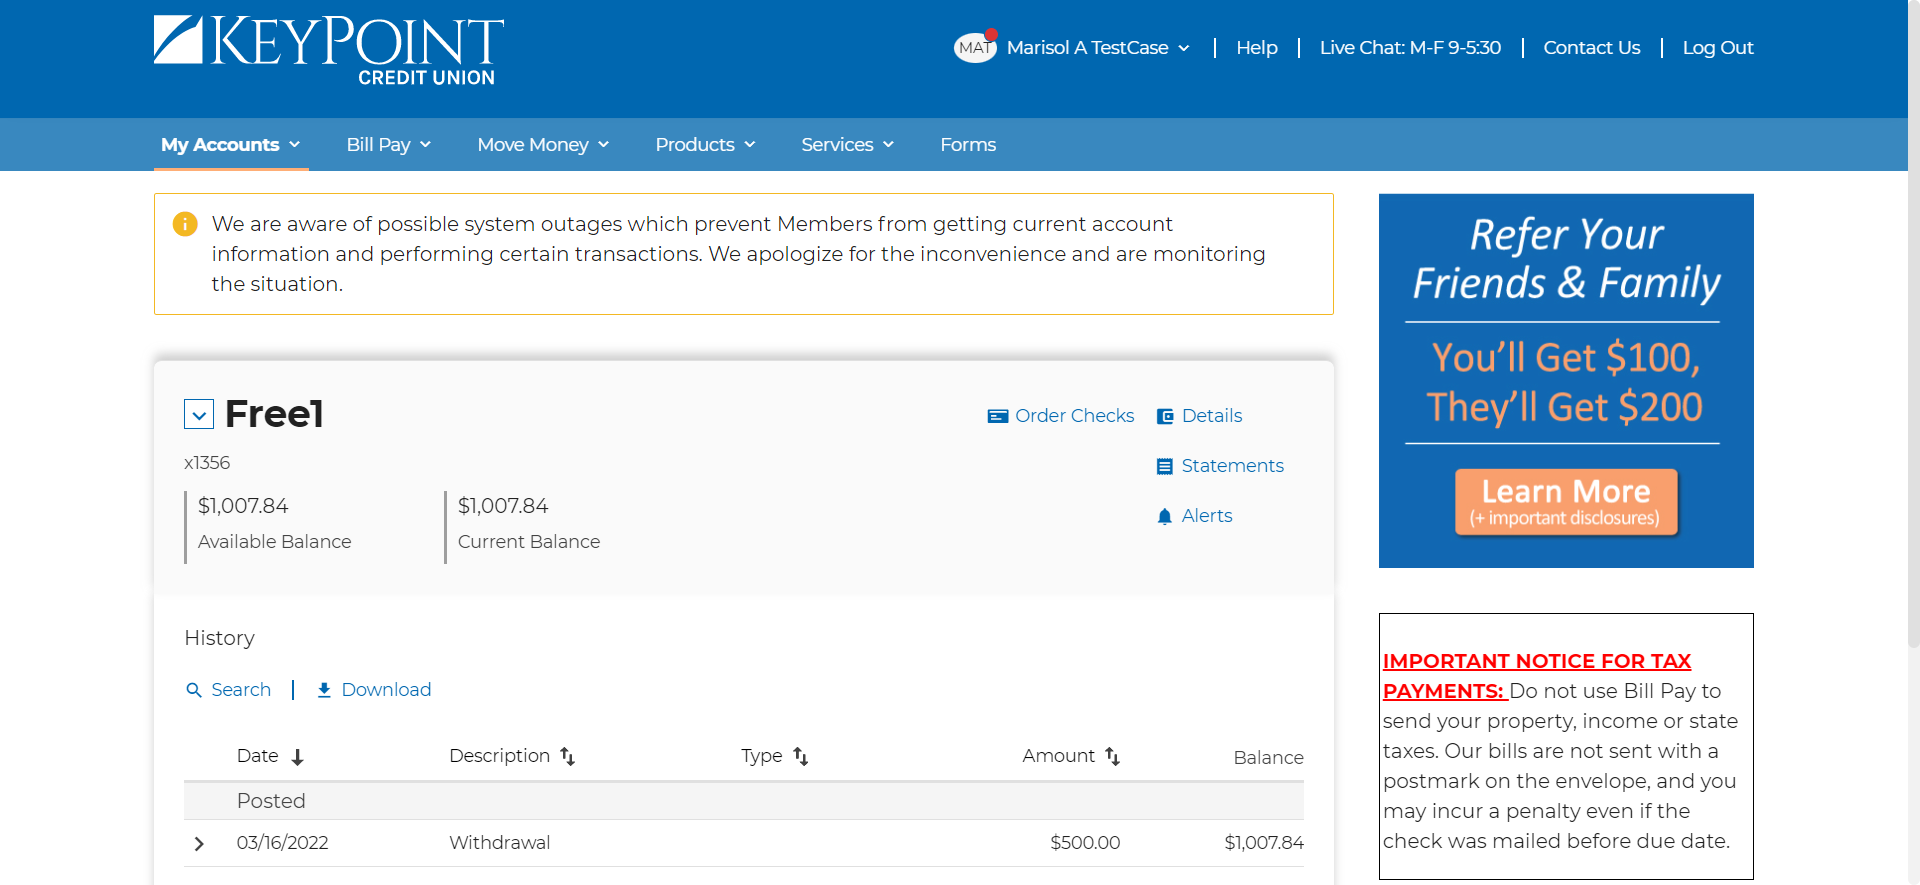 KEYPOINT
CREDIT UNION
MAT Marisol A TestCase | Help | Live Chat: M-F 9-5:30 | Contact Us | Log Out
My Accounts Bill Pay Move Money Products Services Forms
We are aware of possible system outages which prevent Members from getting current account
information and performing certain transactions. We apologize for the inconvenience and are monitoring
the situation.
Free1
Order Checks Details
x1356
Statements
$1,007.84 $1,007.84
Alerts
Available Balance Current Balance
History
Search | Download
Date Description Type Amount Balance
Posted
03/16/2022 Withdrawal $500.00 $1,007.84
Refer Your
Friends & Family
You'll Get $100,
They'll Get $200
Learn More
(+ important disclosures)
IMPORTANT NOTICE FOR TAX
PAYMENTS: Do not use Bill Pay to
send your property, income or state
taxes. Our bills are not sent with a
postmark on the envelope, and you
may incur a penalty even if the
check was mailed before due date.